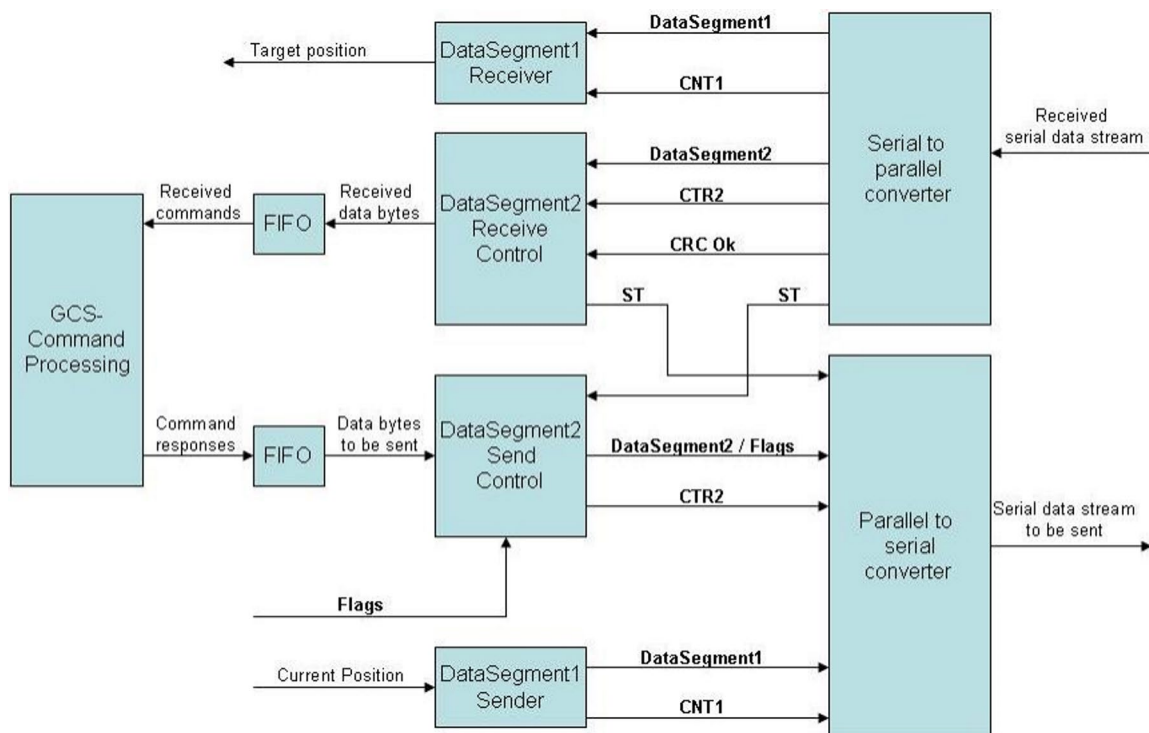 DataSegment1
Target position
DataSegment1
Receiver
CNT1
Received
serial data stream
Serial to
parallel
converter
DataSegment2
CTR2
CRC Ok
ST
ST
DataSegment2
Receive
Control
Received
data bytes
FIFO
Received
commands
GCS-
Command
Processing
Command
responses
FIFO
Data bytes
to be sent
DataSegment2
Send
Control
DataSegment2 / Flags
CTR2
Flags
Parallel to
serial
converter
Serial data stream
to be sent
Current Position
DataSegment1
Sender
DataSegment1
CNT1